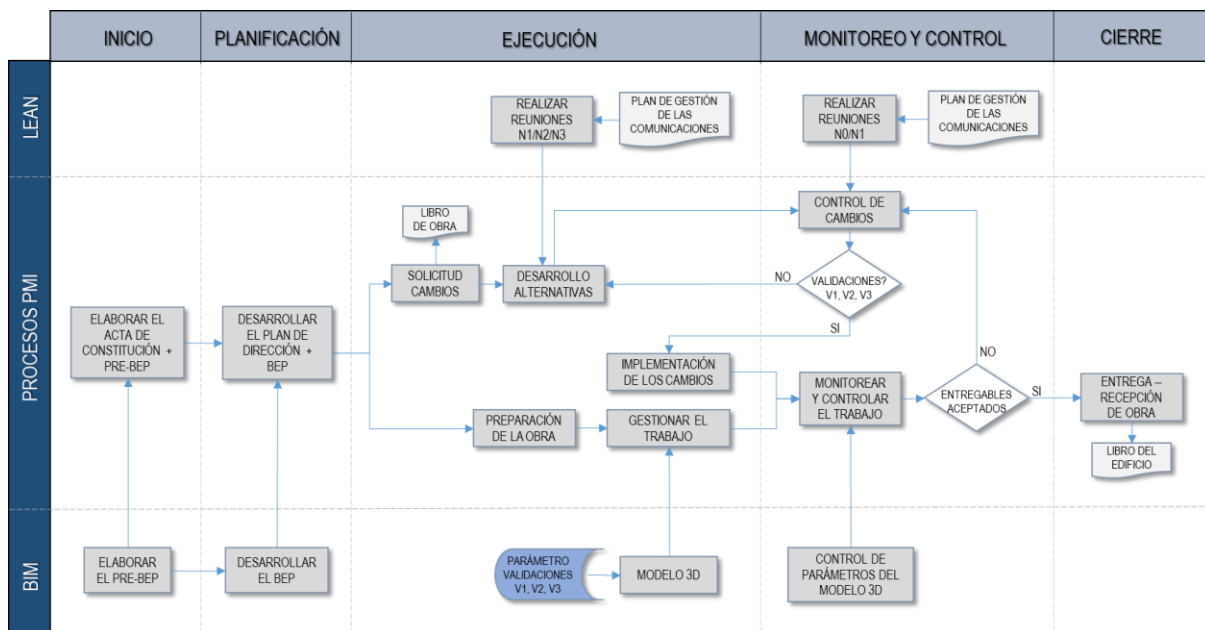 INICIO
PLANIFICACIÓN
EJECUCIÓN
MONITOREO Y CONTROL
CIERRE
LEAN
REALIZAR
REUNIONES
N1/N2/N3
PLAN DE GESTIÓN
DE LAS
COMUNICACIONES
REALIZAR
REUNIONES
N0/N1
PLAN DE GESTIÓN
DE LAS
COMUNICACIONES
PROCESOS PMI
LIBRO
DE OBRA
CONTROL DE
CAMBIOS
SOLICITUD
CAMBIOS
DESARROLLO
ALTERNATIVAS
NO
VALIDACIONES?
V1, V2, V3
SI
ELABORAR EL
ACTA DE
CONSTITUCIÓN +
PRE-BEP
DESARROLLAR
EL PLAN DE
DIRECCIÓN +
BEP
IMPLEMENTACIÓN
DE LOS CAMBIOS
NO
MONITOREAR
Y CONTROLAR
EL TRABAJO
ENTREGABLES
ACEPTADOS
SI
ENTREGA –
RECEPCIÓN
DE OBRA
PREPARACIÓN
DE LA OBRA
GESTIONAR EL
TRABAJO
LIBRO DEL
EDIFICIO
BIM
ELABORAR
EL PRE-BEP
DESARROLLAR
EL BEP
PARÁMETRO
VALIDACIONES
V1, V2, V3
MODELO 3D
CONTROL DE
PARÁMETROS DEL
MODELO 3D